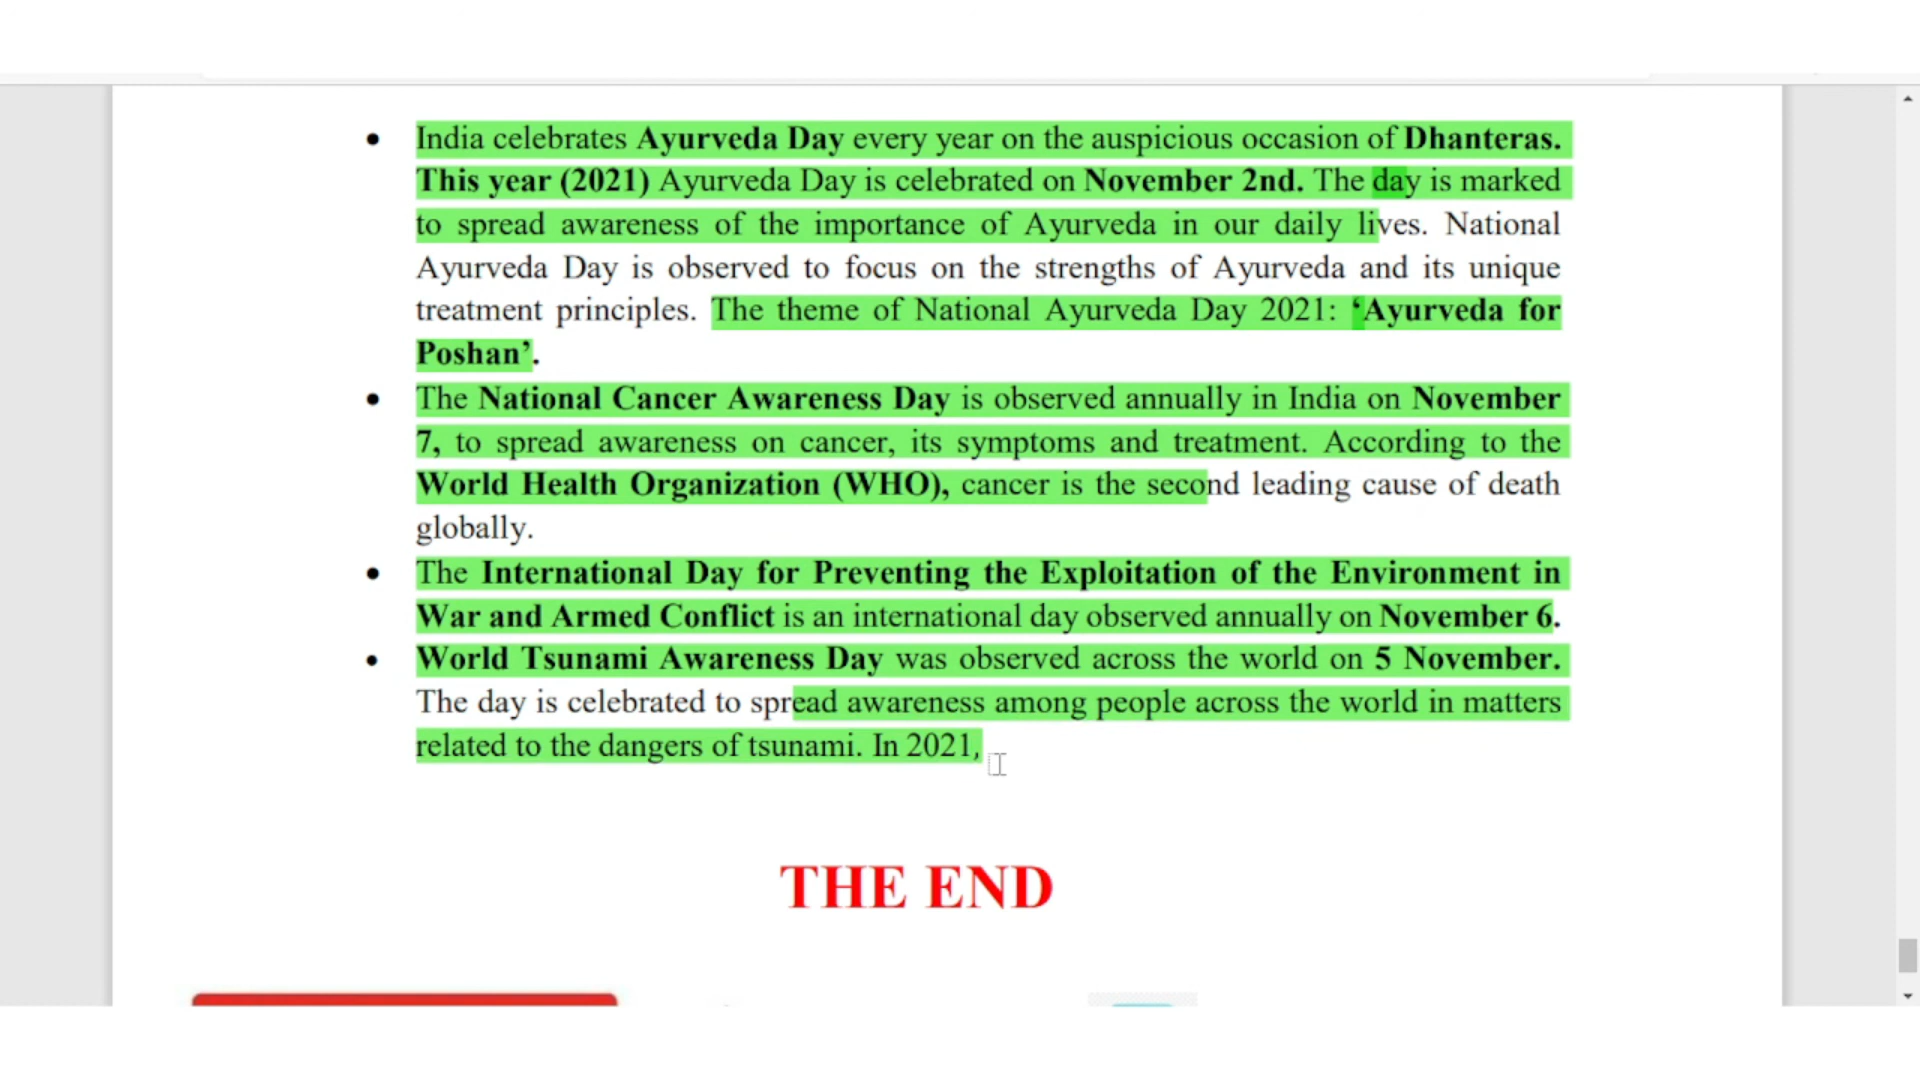 • India celebrates Ayurveda Day every year on the auspicious occasion of Dhanteras.
This year (2021) Ayurveda Day is celebrated on November 2nd. The day is marked
to spread awareness of the importance of Ayurveda in our daily lives. National
Ayurveda Day is observed to focus on the strengths of Ayurveda and its unique
treatment principles. The theme of National Ayurveda Day 2021: ‘Ayurveda for
Poshan’.
• The National Cancer Awareness Day is observed annually in India on November
7, to spread awareness on cancer, its symptoms and treatment. According to the
World Health Organization (WHO), cancer is the second leading cause of death
globally.
• The International Day for Preventing the Exploitation of the Environment in
War and Armed Conflict is an international day observed annually on November 6.
• World Tsunami Awareness Day was observed across the world on 5 November.
The day is celebrated to spread awareness among people across the world in matters
related to the dangers of tsunami. In 2021,
THE END